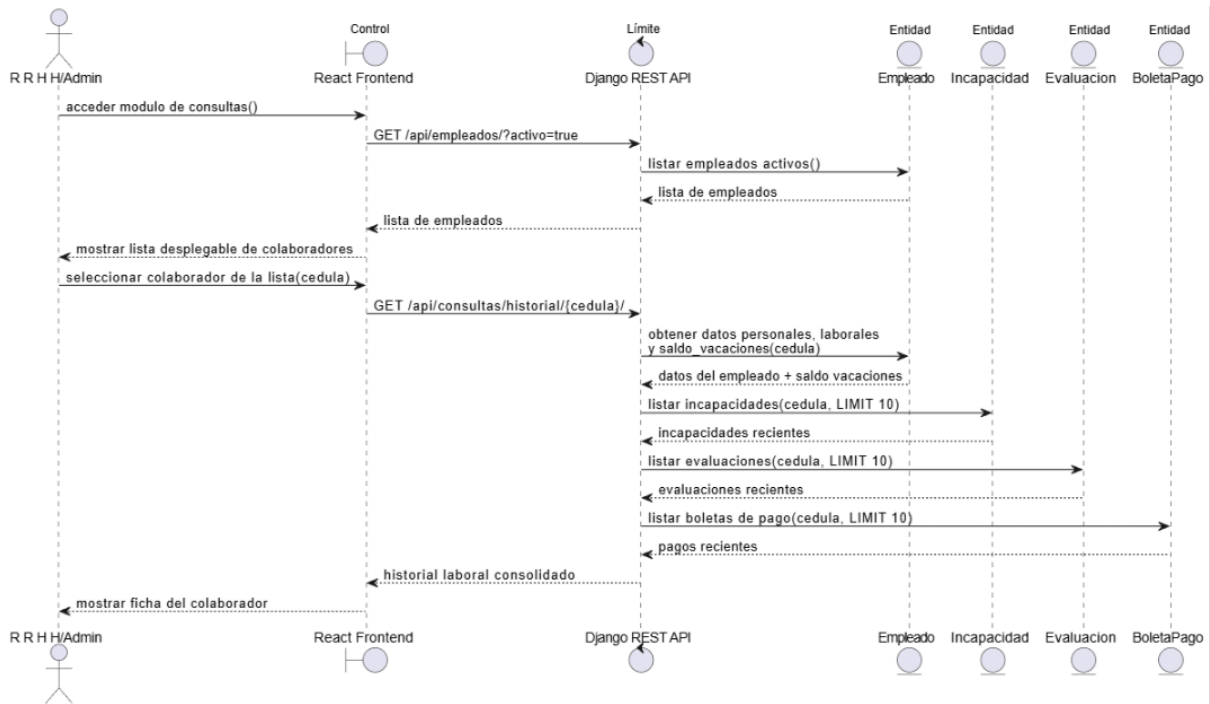 Control
Límite
Entidad
Entidad
Entidad
Entidad
R R H H/Admin
React Frontend
Django REST API
Empleado
Incapacidad
Evaluacion
BoletaPago
acceder modulo de consultas()
GET /api/empleados/?activo=true
listar empleados activos()
lista de empleados
lista de empleados
mostrar lista desplegable de colaboradores
seleccionar colaborador de la lista(cedula)
GET /api/consultas/historial/{cedula}/
obtener datos personales, laborales
y saldo_vacaciones(cedula)
datos del empleado + saldo vacaciones
listar incapacidades(cedula, LIMIT 10)
incapacidades recientes
listar evaluaciones(cedula, LIMIT 10)
evaluaciones recientes
listar boletas de pago(cedula, LIMIT 10)
pagos recientes
historial laboral consolidado
mostrar ficha del colaborador
R R H H/Admin
React Frontend
Django REST API
Empleado
Incapacidad
Evaluacion
BoletaPago